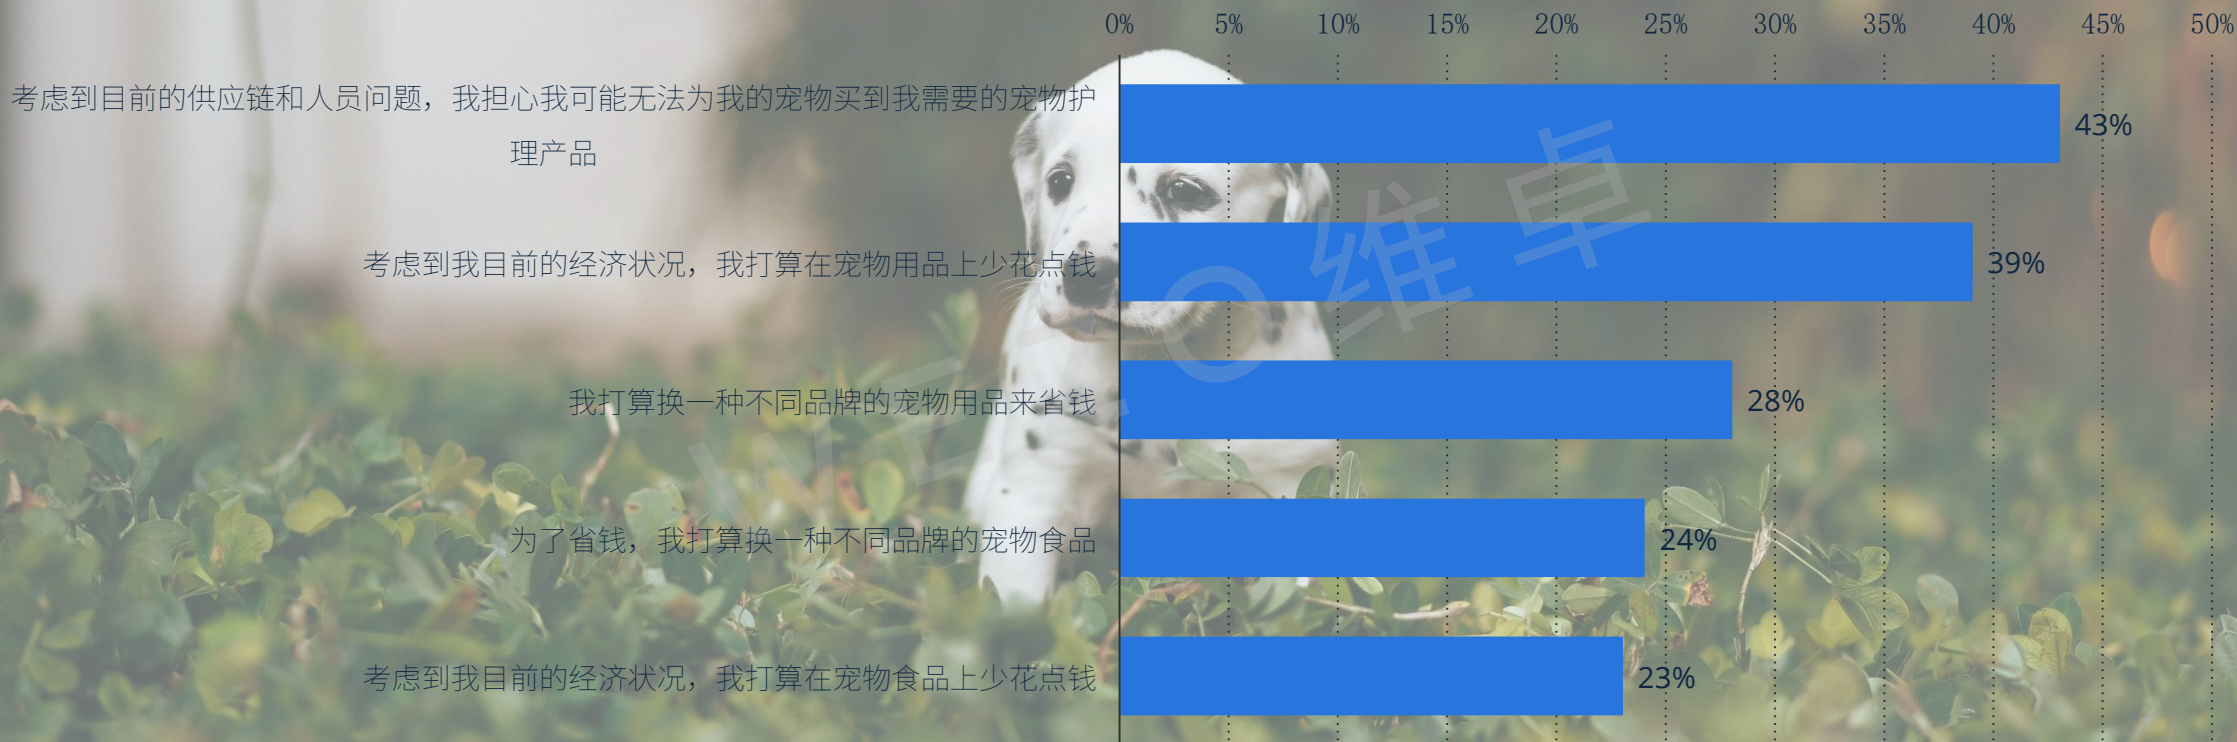 0% 5% 10% 15% 20% 25% 30% 35% 40% 45% 50%
考虑到目前的供应链和人员问题，我担心我可能无法为我的宠物买到我需要的宠物护
理产品
43%
考虑到我目前的经济状况，我打算在宠物用品上少花点钱
39%
我打算换一种不同品牌的宠物用品来省钱
28%
为了省钱，我打算换一种不同品牌的宠物食品
24%
考虑到我目前的经济状况，我打算在宠物食品上少花点钱
23%
WEZO维卓